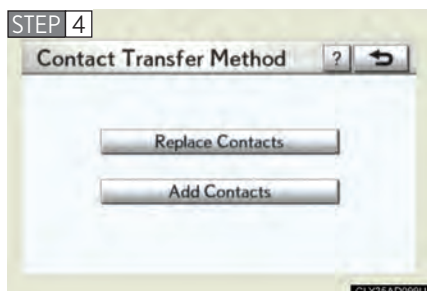 STEP 4
Contact Transfer Method ?
Replace Contacts
Add Contacts